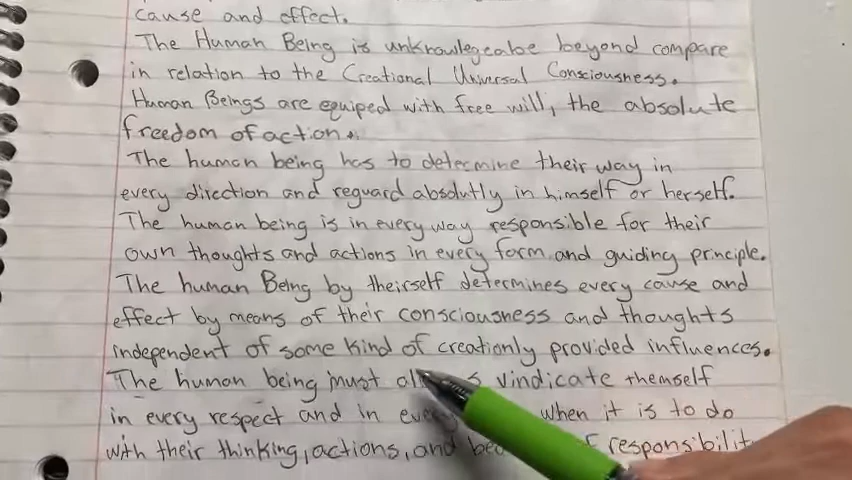 cause and effect.
The Human Being is unknowlegeabe beyond compare
in relation to the Creational Universal Consciousness.
Human Beings are equiped with free will, the absolute
freedom of action.
The human being has to determine their way in
every direction and reguard absolutly in himself or herself.
The human being is in every way responsible for their
own thoughts and actions in every form and guiding principle.
The human Being by theirself determines every cause and
effect by means of their consciousness and thoughts
independent of some kind of creationly provided influences.
The human being must vindicate themself
in every respect and in when it is to do
with their thinking, actions, and responsibility